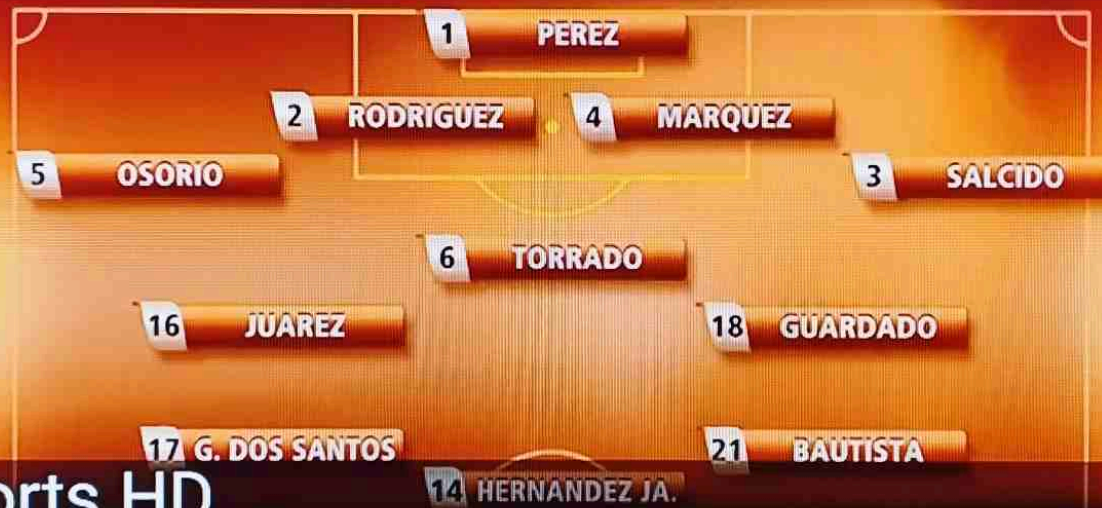 1 PEREZ
2 RODRIGUEZ 4 MARQUEZ
5 OSORIO 3 SALCIDO
6 TORRADO
16 JUAREZ 18 GUARDADO
17 G. DOS SANTOS 21 BAUTISTA
14 HERNANDEZ JA.
orts HD